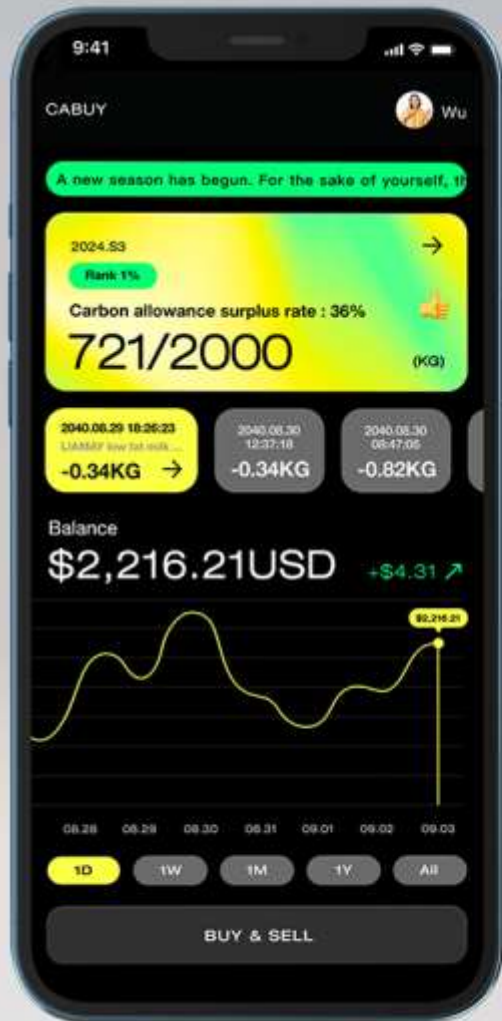 9:41
CABUY
Wu
A new season has begun. For the sake of yourself, th
2024.S3
Rank 1%
Carbon allowance surplus rate : 36%
721/2000
(KG)
2040.08.29 18:26:23
low fat milk...
-0.34KG
2040.08.30
12:37:18
-0.34KG
2040.08.30
08:47:05
-0.82KG
Balance
$2,216.21USD
+$4.31
$2,216.21
08.28
08.29
08.30
08.31
09.01
09.02
09.03
1D
1W
1M
1Y
All
BUY & SELL